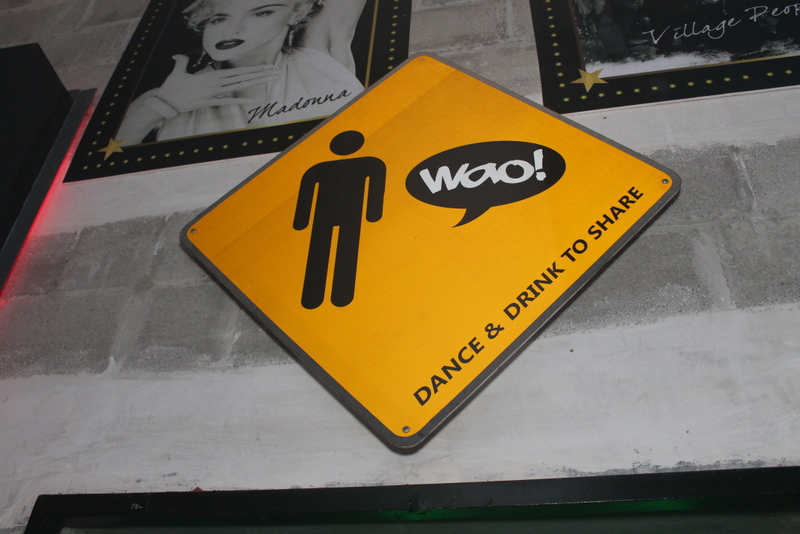 Madonna
Village Peop
Wao!
DANCE & DRINK TO SHARE